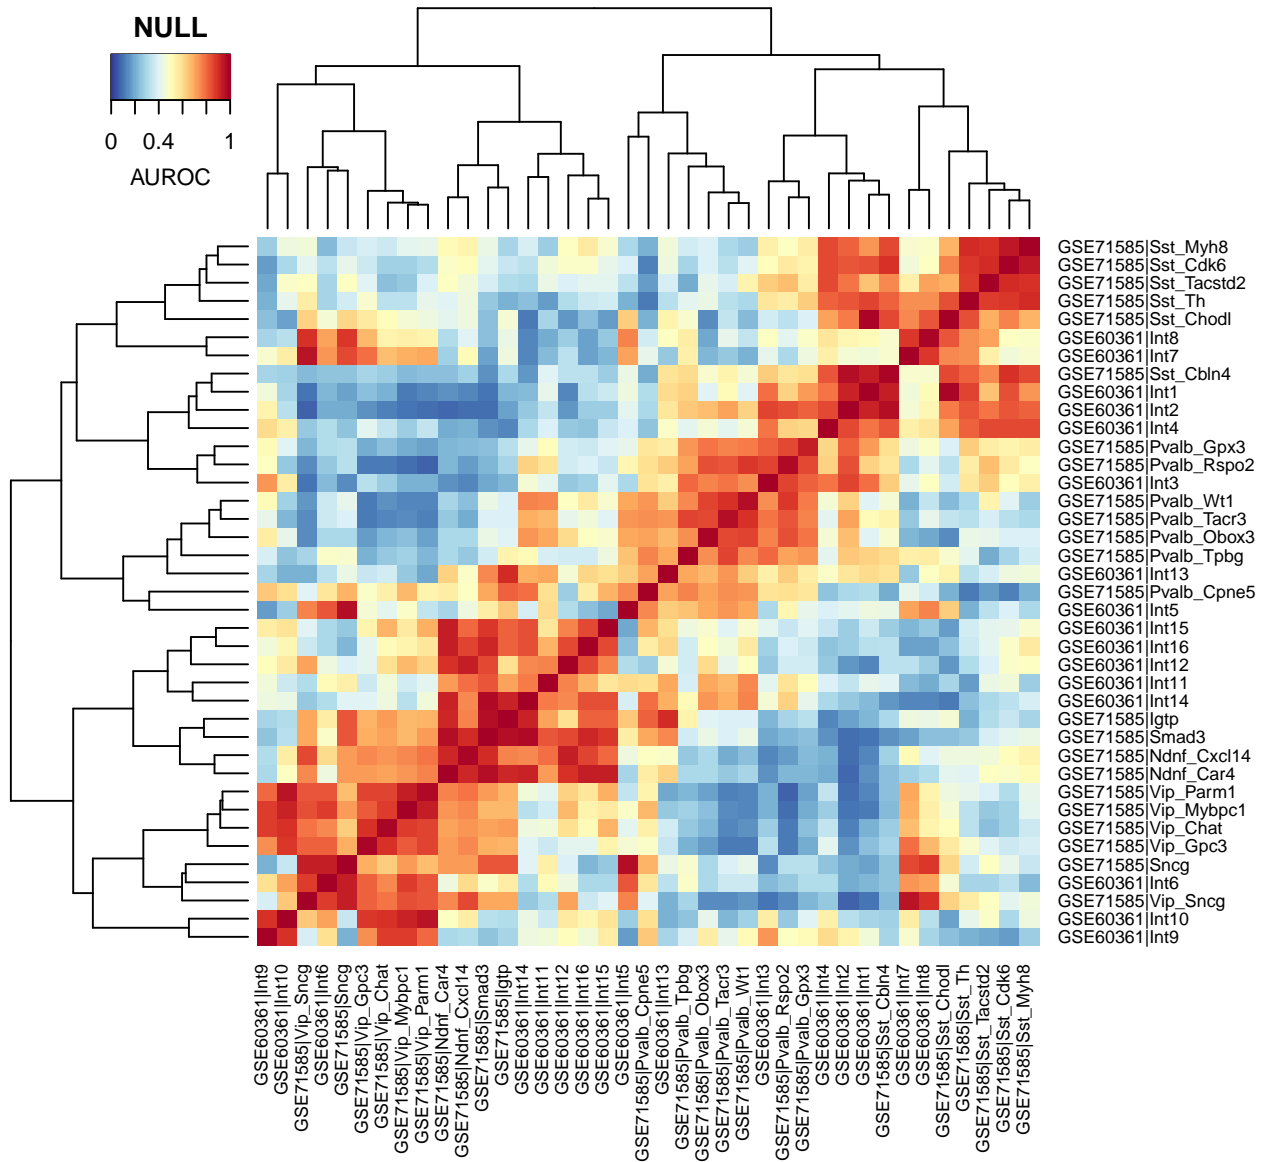 NULL
0 0.4 1
AUROC
GSE71585|Sst_Myh8
GSE71585|Sst_Cdk6
GSE71585|Sst_Tacstd2
GSE71585|Sst_Th
GSE71585|Sst_Chodl
GSE60361|Int8
GSE60361|Int7
GSE71585|Sst_Cbln4
GSE60361|Int1
GSE60361|Int2
GSE60361|Int4
GSE71585|Pvalb_Gpx3
GSE71585|Pvalb_Rspo2
GSE60361|Int3
GSE71585|Pvalb_Wt1
GSE71585|Pvalb_Tacr3
GSE71585|Pvalb_Obox3
GSE71585|Pvalb_Tpbg
GSE60361|Int13
GSE71585|Pvalb_Cpne5
GSE60361|Int5
GSE60361|Int15
GSE60361|Int16
GSE60361|Int12
GSE60361|Int11
GSE60361|Int14
GSE71585|Igtp
GSE71585|Smad3
GSE71585|Ndnf_Cxcl14
GSE71585|Ndnf_Car4
GSE71585|Vip_Parm1
GSE71585|Vip_Mybpc1
GSE71585|Vip_Chat
GSE71585|Vip_Gpc3
GSE71585|Sncg
GSE60361|Int6
GSE71585|Vip_Sncg
GSE60361|Int10
GSE60361|Int9
GSE60361|Int9
GSE60361|Int10
GSE71585|Vip_Sncg
GSE60361|Int6
GSE71585|Sncg
GSE71585|Vip_Gpc3
GSE71585|Vip_Chat
GSE71585|Vip_Mybpc1
GSE71585|Vip_Parm1
GSE71585|Ndnf_Car4
GSE71585|Ndnf_Cxcl14
GSE71585|Smad3
GSE71585|Igtp
GSE60361|Int14
GSE60361|Int11
GSE60361|Int12
GSE60361|Int16
GSE60361|Int15
GSE60361|Int5
GSE71585|Pvalb_Cpne5
GSE60361|Int13
GSE71585|Pvalb_Tpbg
GSE71585|Pvalb_Obox3
GSE71585|Pvalb_Tacr3
GSE71585|Pvalb_Wt1
GSE60361|Int3
GSE71585|Pvalb_Rspo2
GSE71585|Pvalb_Gpx3
GSE60361|Int4
GSE60361|Int2
GSE60361|Int1
GSE71585|Sst_Cbln4
GSE60361|Int7
GSE60361|Int8
GSE71585|Sst_Chodl
GSE71585|Sst_Th
GSE71585|Sst_Tacstd2
GSE71585|Sst_Cdk6
GSE71585|Sst_Myh8